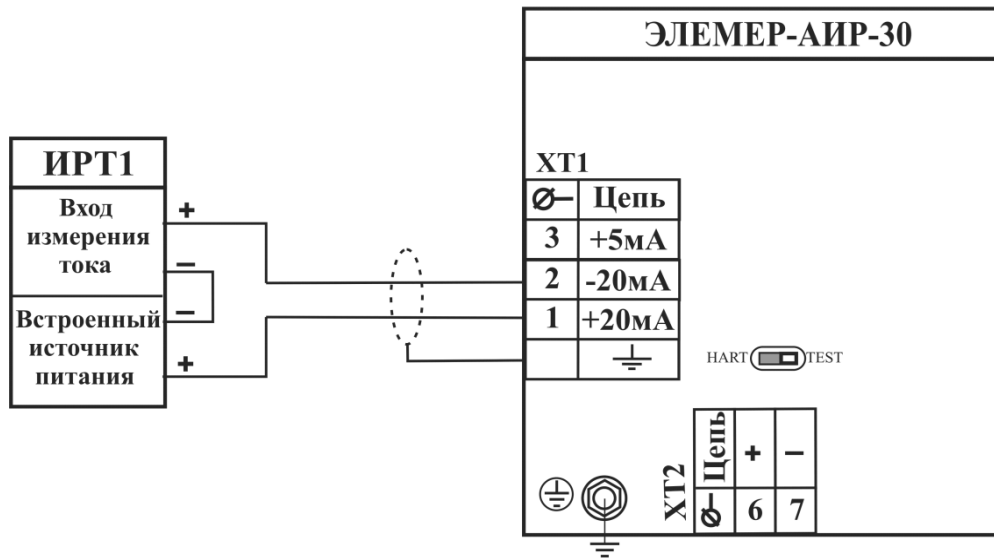 ЭЛЕМЕР-АИР-30
ИРТ1
Вход
измерения
тока
+
−
Встроенный
источник
питания
−
+
XT1
Цепь
3 +5мА
2 -20мА
1 +20мА
HART TEST
XT2
Цепь + −
6 7